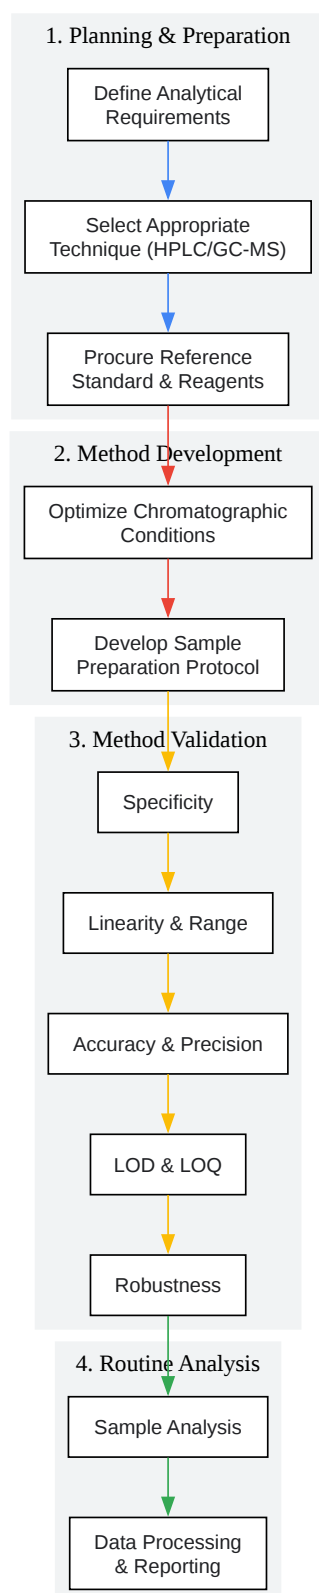 1. Planning & Preparation
Define Analytical
Requirements
Select Appropriate
Technique (HPLC/GC-MS)
Procure Reference
Standard & Reagents
2. Method Development
Optimize Chromatographic
Conditions
Develop Sample
Preparation Protocol
3. Method Validation
Specificity
Linearity & Range
Accuracy & Precision
LOD & LOQ
Robustness
4. Routine Analysis
Sample Analysis
Data Processing
& Reporting